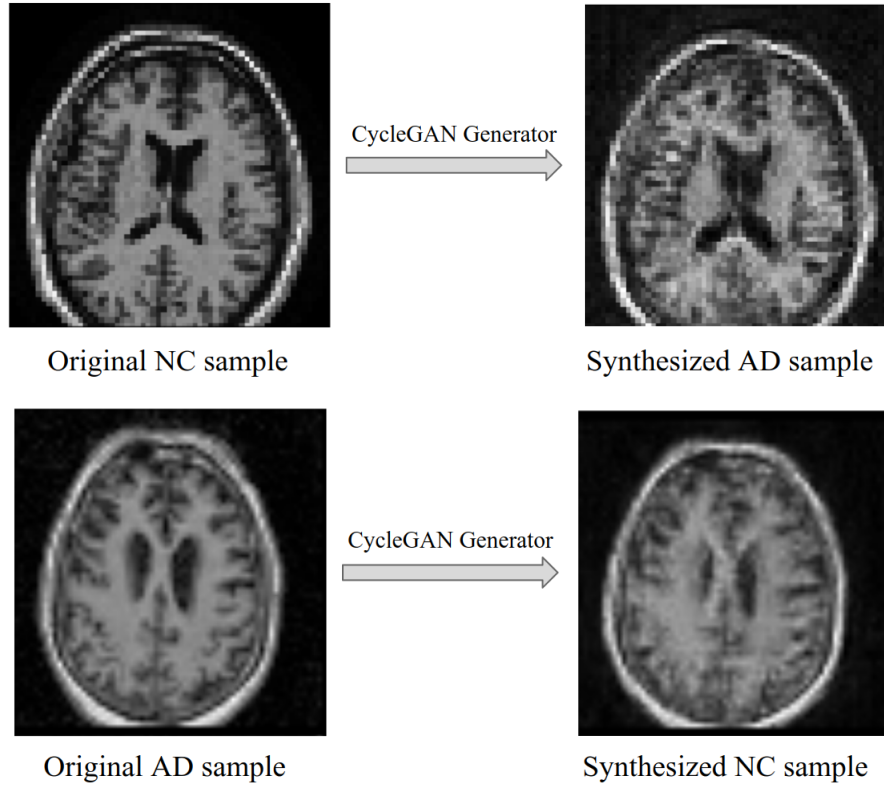 CycleGAN Generator
Original NC sample
Synthesized AD sample
CycleGAN Generator
Original AD sample
Synthesized NC sample